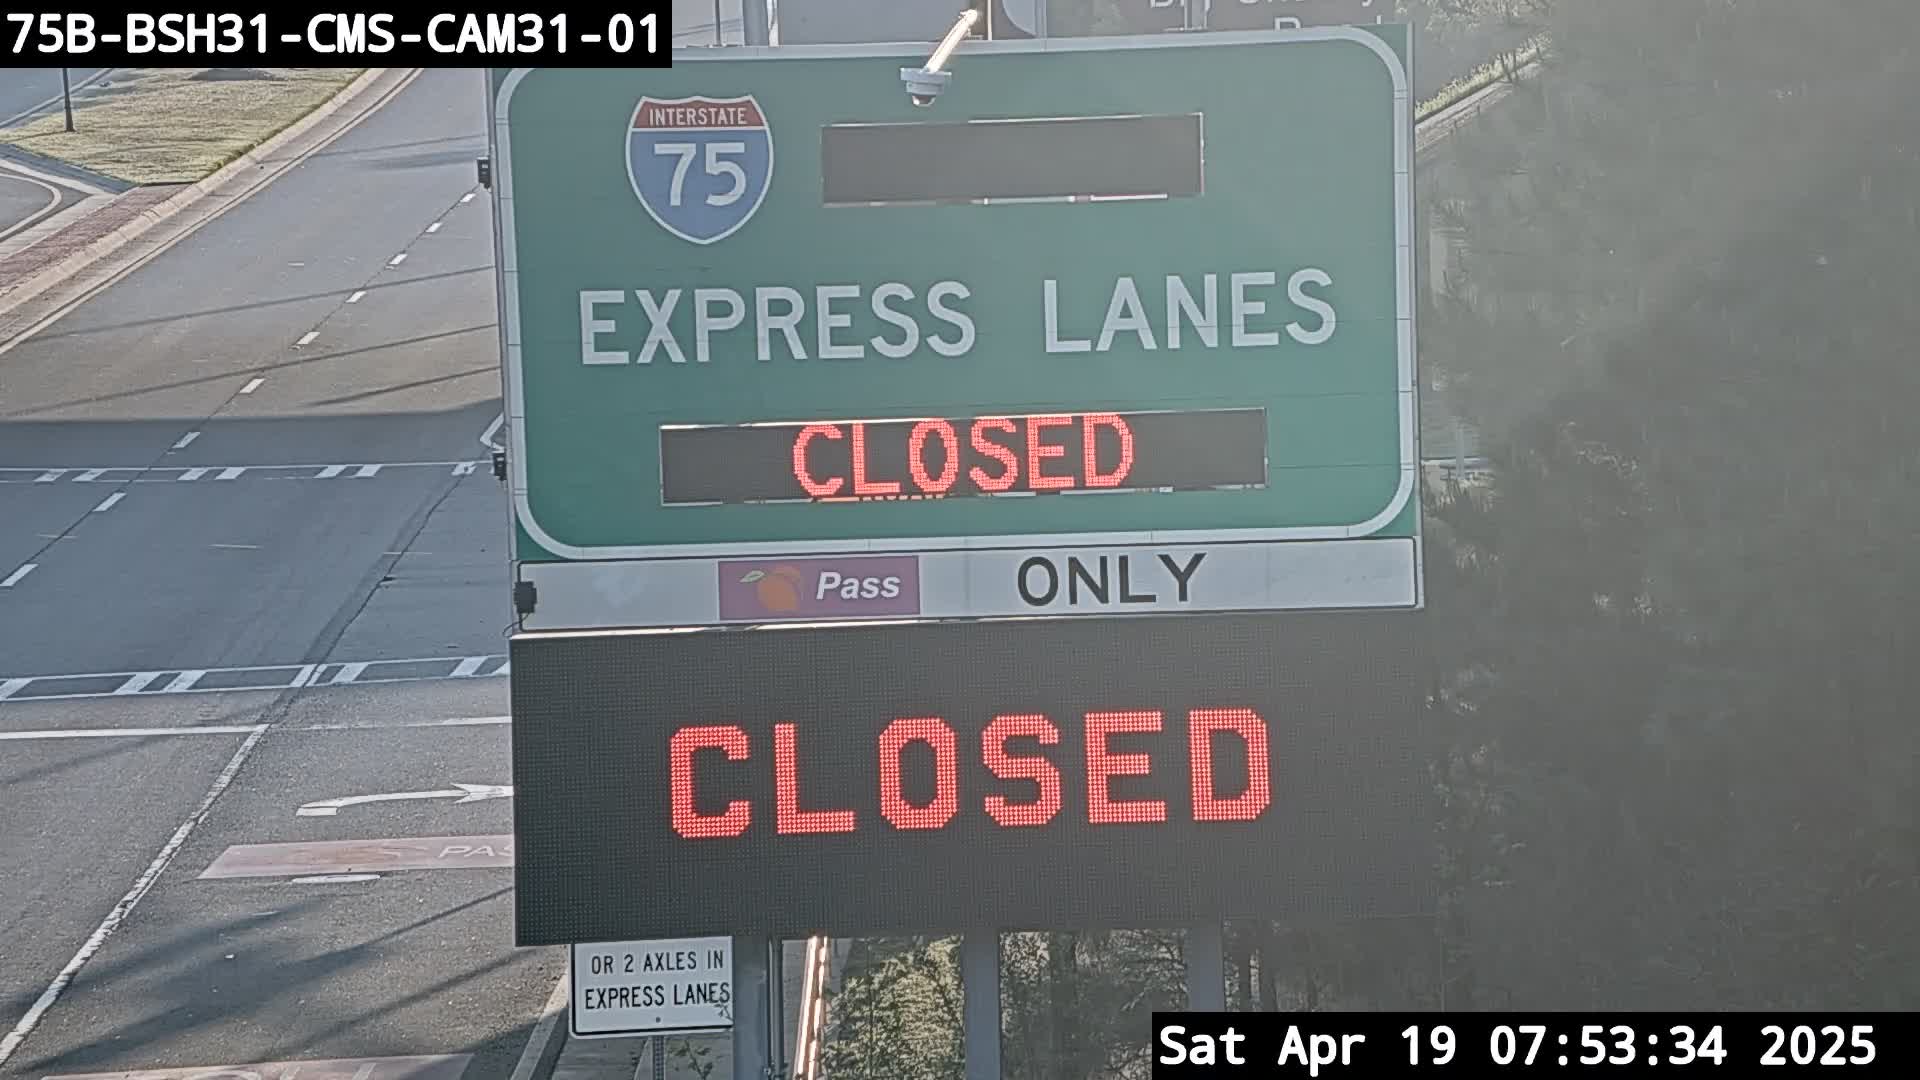 75B-BSH31-CMS-CAM31-01
INTERSTATE
75
EXPRESS LANES
CLOSED
Pass ONLY
CLOSED
OR 2 AXLES IN
EXPRESS LANES
Sat Apr 19 07:53:34 2025